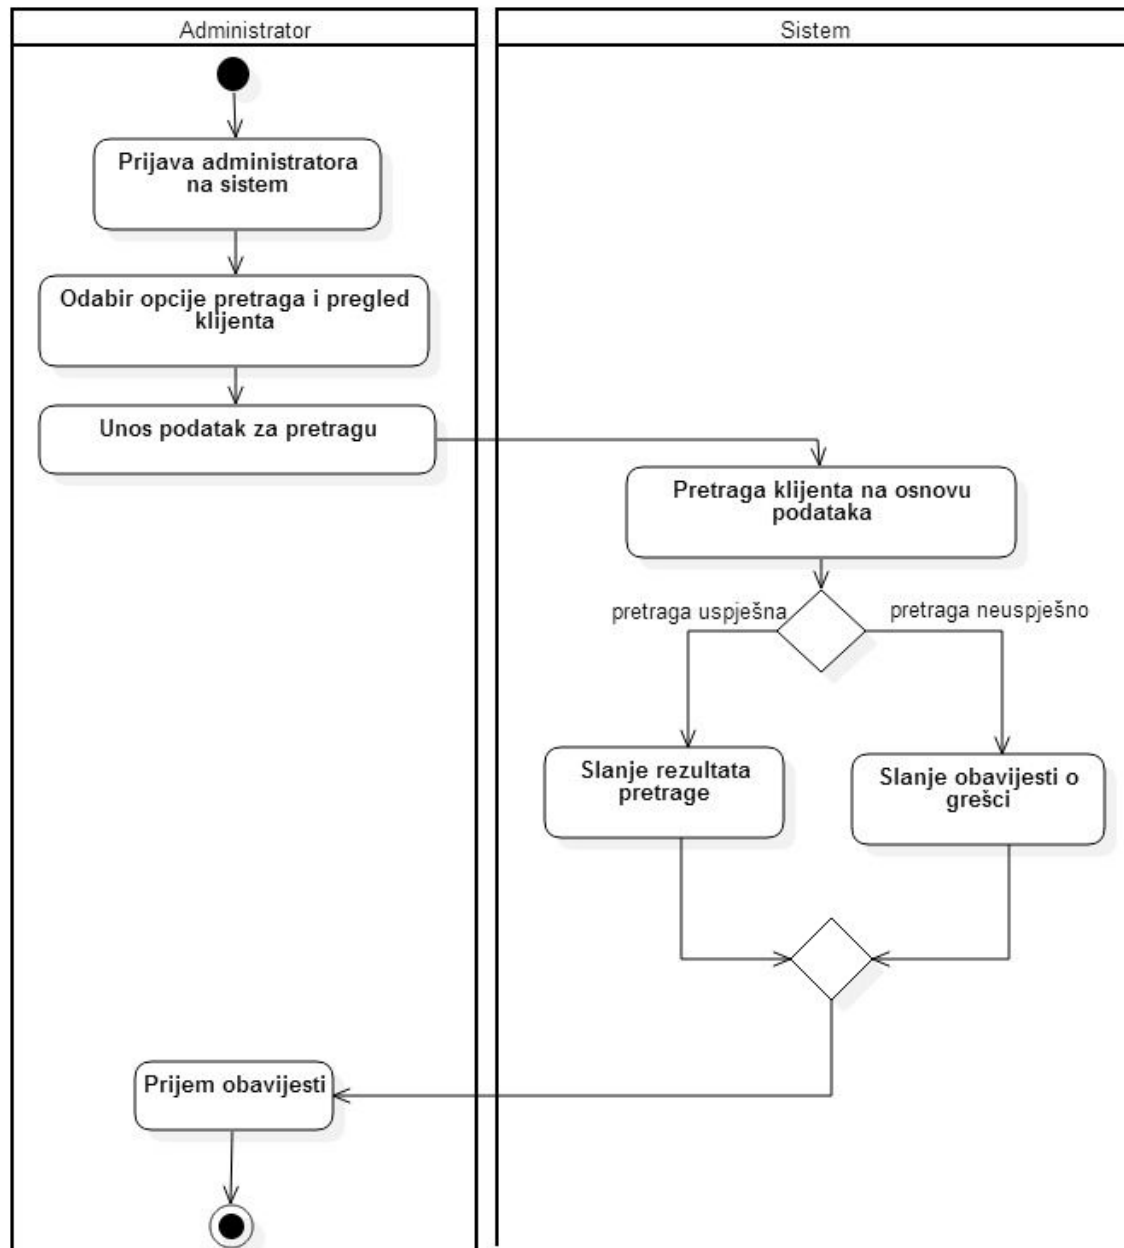 Administrator
Sistem
Prijava administratora
na sistem
Odabir opcije pretraga i pregled
klijenta
Unos podatak za pretragu
Pretraga klijenta na osnovu
podataka
pretraga uspješna
pretraga neuspješno
Slanje rezultata
pretrage
Slanje obavijesti o
grešci
Prijem obavijesti